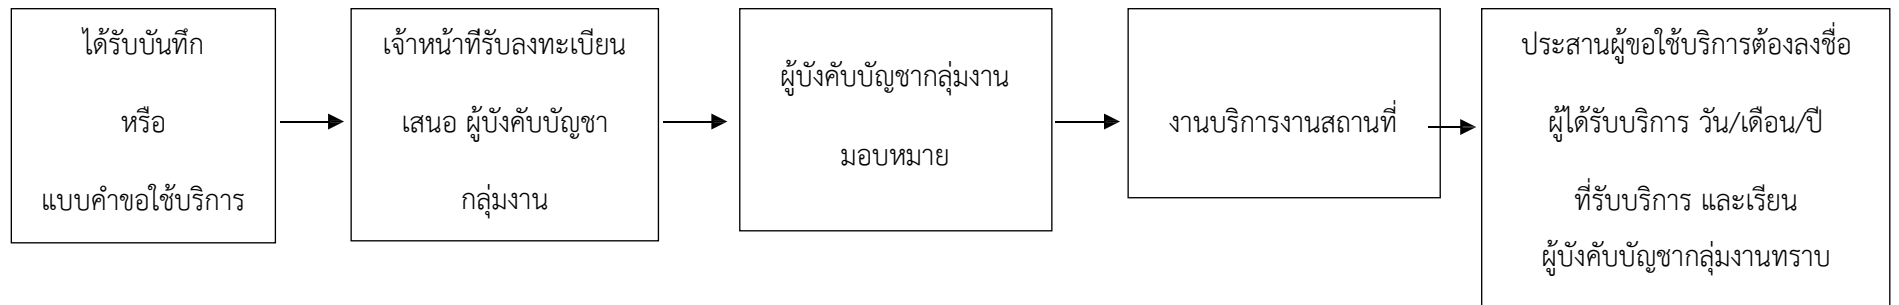 ได้รับบันทึก
หรือ
แบบคำขอใช้บริการ
เจ้าหน้าที่รับลงทะเบียน
เสนอ ผู้บังคับบัญชา
กลุ่มงาน
ผู้บังคับบัญชากลุ่มงาน
มอบหมาย
งานบริการงานสถานที่
ประสานผู้ขอใช้บริการต้องลงชื่อ
ผู้ได้รับบริการ วัน/เดือน/ปี
ที่รับบริการ และเรียน
ผู้บังคับบัญชากลุ่มงานทราบ